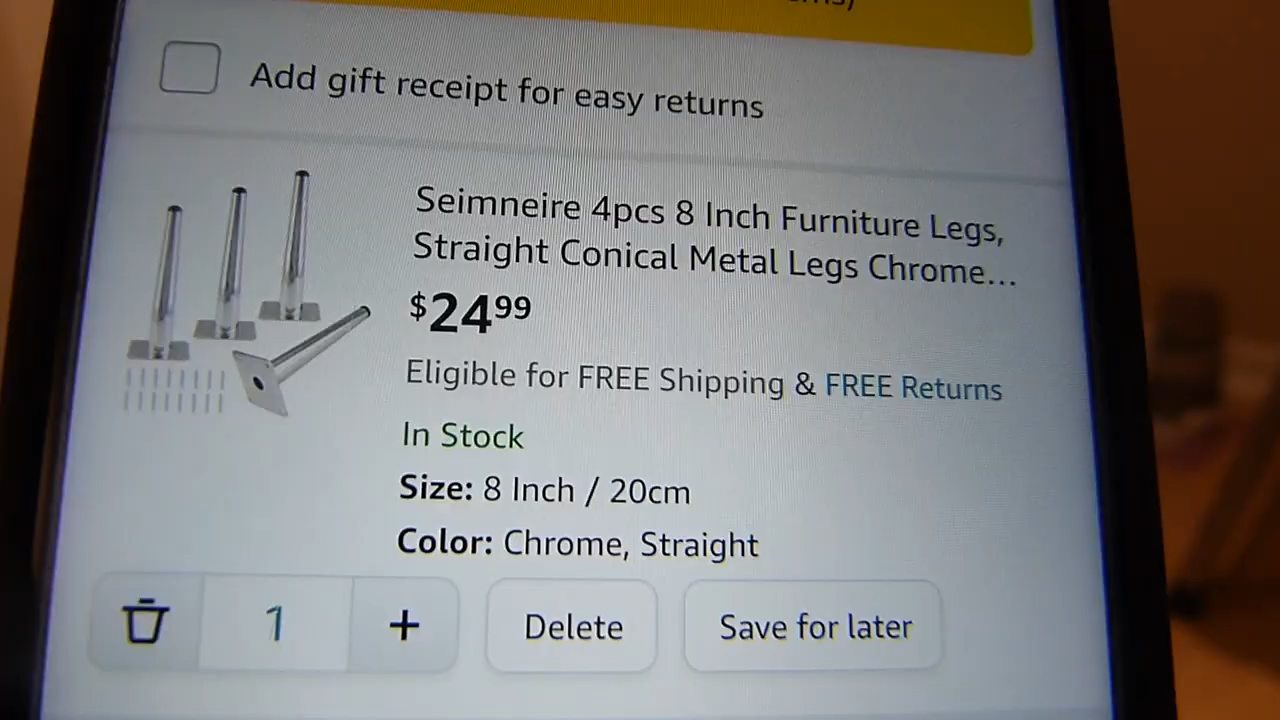 Add gift receipt for easy returns
Seimneire 4pcs 8 Inch Furniture Legs,
Straight Conical Metal Legs Chrome...
$24.99
Eligible for FREE Shipping & FREE Returns
In Stock
Size: 8 Inch / 20cm
Color: Chrome, Straight
1 + Delete Save for later